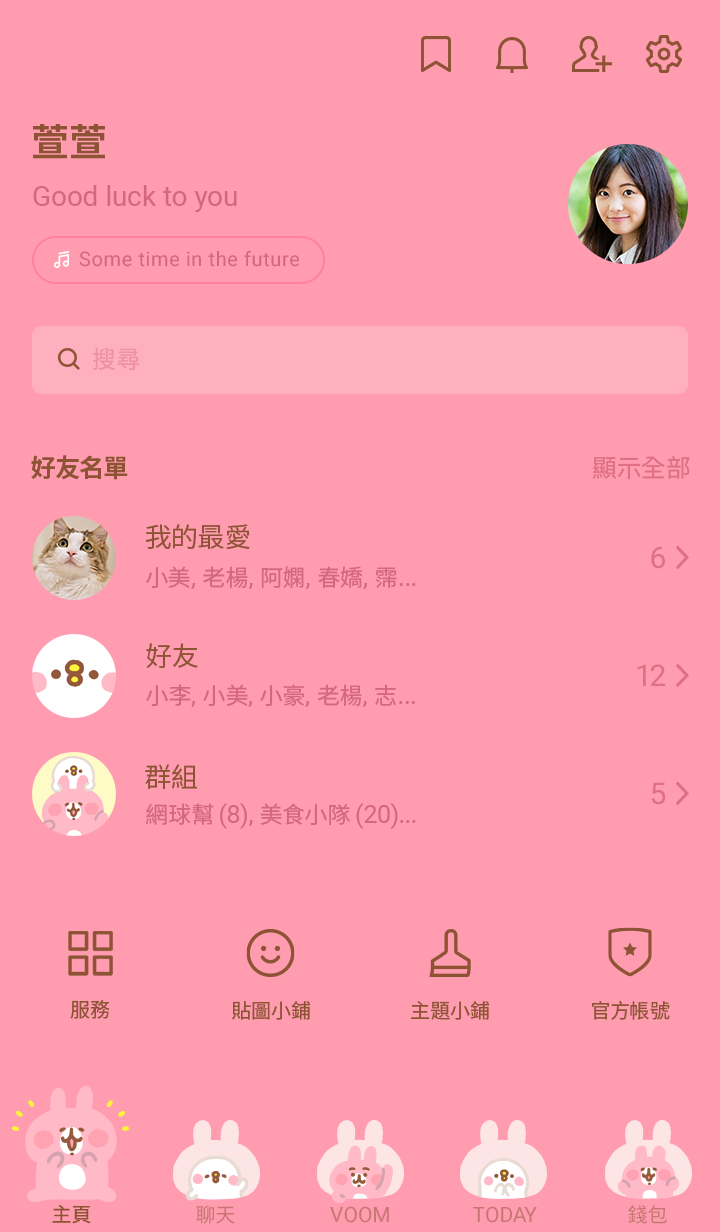 萱萱
Good luck to you
Some time in the future
搜尋
好友名單 顯示全部
我的最愛
小美, 老楊, 阿嫻, 春嬌, 霈...
6
好友
小李, 小美, 小豪, 老楊, 志...
12
群組
網球幫 (8), 美食小隊 (20)...
5
服務 貼圖小鋪 主題小鋪 官方帳號
主頁 聊天 VOOM TODAY 錢包